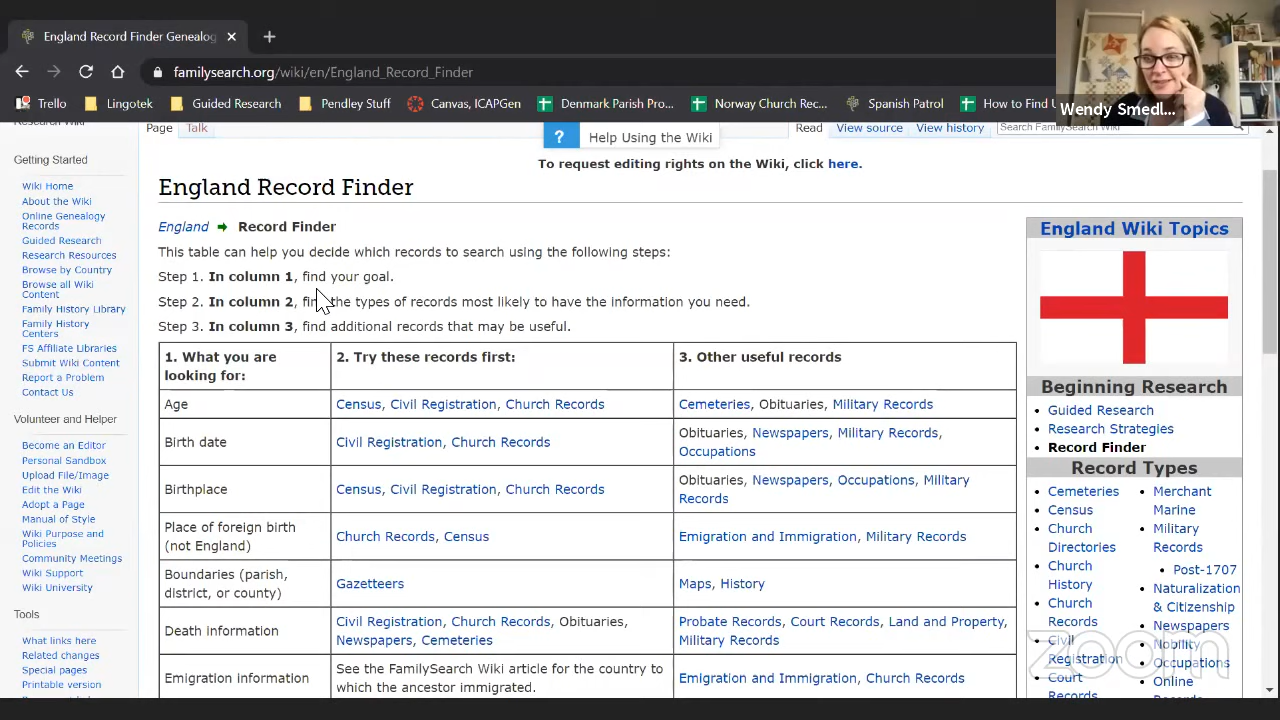 England Record Finder Genealog
familysearch.org/wiki/en/England_Record_Finder
Trello
Lingotek
Guided Research
Pendley Stuff
Canvas, ICAPGen
Denmark Parish Pro...
Norway Church Rec...
Spanish Patrol
How to Find
Wendy Smedl...
Research Wiki
Page
Talk
? Help Using the Wiki
Read
View source
View history
Search FamilySearch Wiki
To request editing rights on the Wiki, click here.
Getting Started
Wiki Home
About the Wiki
Online Genealogy
Records
Guided Research
Research Resources
Browse by Country
Browse all Wiki
Content
Family History Library
Family History
Centers
FS Affiliate Libraries
Submit Wiki Content
Report a Problem
Contact Us
Volunteer and Helper
Become an Editor
Personal Sandbox
Upload File/Image
Edit the Wiki
Adopt a Page
Manual of Style
Wiki Purpose and
Policies
Community Meetings
Wiki Support
Wiki University
Tools
What links here
Related changes
Special pages
Printable version
England Record Finder
England Record Finder
This table can help you decide which records to search using the following steps:
Step 1. In column 1, find your goal.
Step 2. In column 2, find the types of records most likely to have the information you need.
Step 3. In column 3, find additional records that may be useful.
1. What you are
looking for:
2. Try these records first:
3. Other useful records
Age
Census, Civil Registration, Church Records
Cemeteries, Obituaries, Military Records
Birth date
Civil Registration, Church Records
Obituaries, Newspapers, Military Records,
Occupations
Birthplace
Census, Civil Registration, Church Records
Obituaries, Newspapers, Occupations, Military
Records
Place of foreign birth
(not England)
Church Records, Census
Emigration and Immigration, Military Records
Boundaries (parish,
district, or county)
Gazetteers
Maps, History
Death information
Civil Registration, Church Records, Obituaries,
Newspapers, Cemeteries
Probate Records, Court Records, Land and Property,
Military Records
Emigration information
See the FamilySearch Wiki article for the country to
which the ancestor immigrated.
Emigration and Immigration, Church Records
England Wiki Topics
Beginning Research
Guided Research
Research Strategies
Record Finder
Record Types
Cemeteries
Census
Church
Directories
Church
History
Church
Records
Civil
Registration
Court
Records
Merchant
Marine
Military
Records
Post-1707
Naturalization
& Citizenship
Newspapers
Nobility
Occupations
Online
zoom